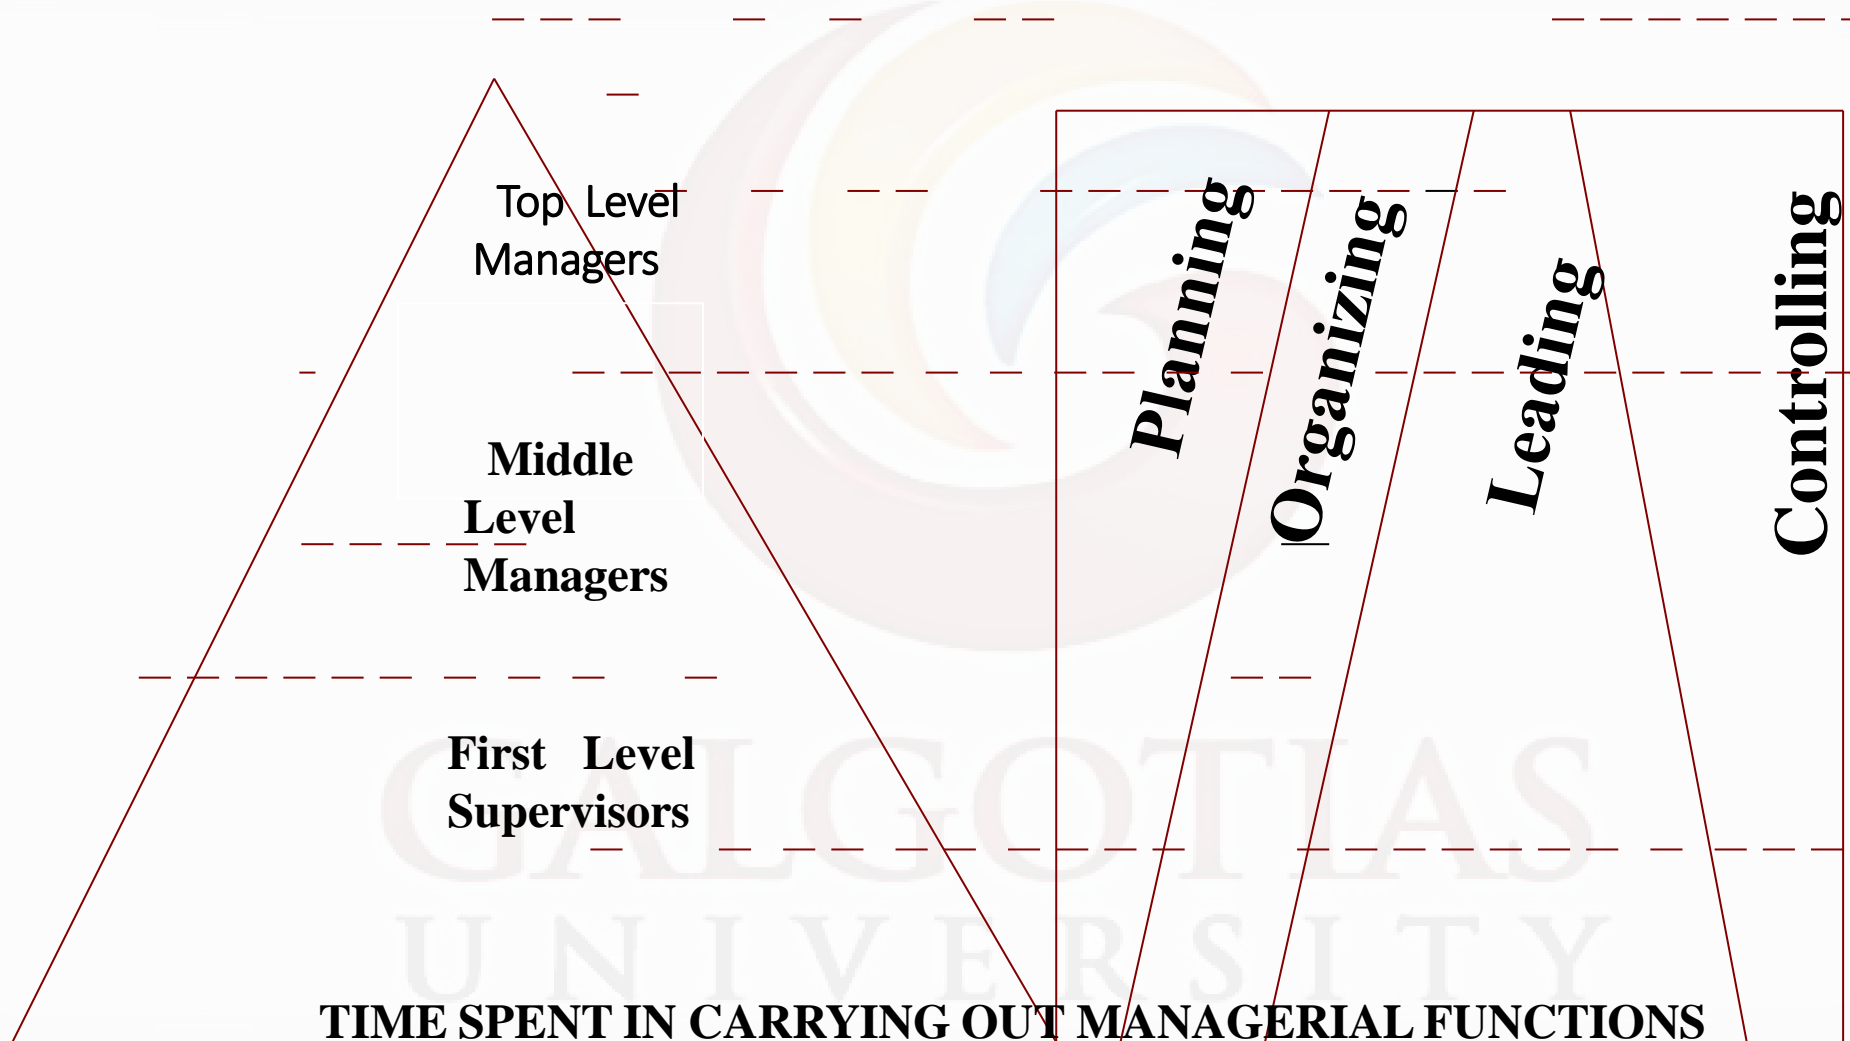 Top Level
Managers
Middle
Level
Managers
First Level
Supervisors
Planning
Organizing
Leading
Controlling
GALGOTIAS
UNIVERSITY
TIME SPENT IN CARRYING OUT MANAGERIAL FUNCTIONS